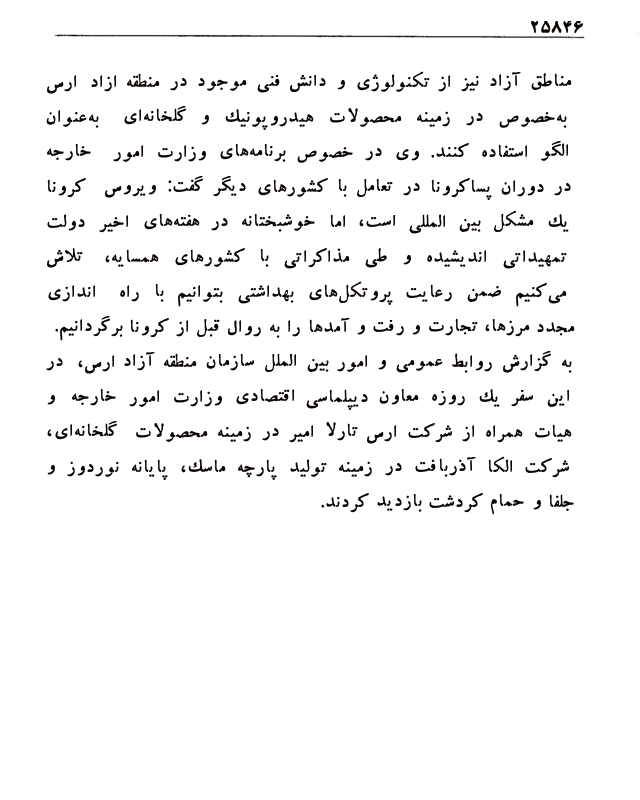 ۲۵۸۴۶
مناطق آزاد نیز از تکنولوژی و دانش فنی موجود در منطقه ازاد ارس
به‌خصوص در زمینه محصولات هیدروپونیك و گلخانه‌ای به‌عنوان
الگو استفاده کنند. وی در خصوص برنامه‌های وزارت امور خارجه
در دوران پساکرونا در تعامل با کشورهای دیگر گفت: ویروس کرونا
یك مشکل بین المللی است، اما خوشبختانه در هفته‌های اخیر دولت
تمهیداتی اندیشیده و طی مذاکراتی با کشورهای همسایه، تلاش
می‌کنیم ضمن رعایت پروتکل‌های بهداشتی بتوانیم با راه اندازی
مجدد مرزها، تجارت و رفت و آمدها را به روال قبل از کرونا برگردانیم.
به گزارش روابط عمومی و امور بین الملل سازمان منطقه آزاد ارس، در
این سفر یك روزه معاون دیپلماسی اقتصادی وزارت امور خارجه و
هیات همراه از شرکت ارس تارلا امیر در زمینه محصولات گلخانه‌ای،
شرکت الکا آذربافت در زمینه تولید پارچه ماسك، پایانه نوردوز و
جلفا و حمام کردشت بازدید کردند.